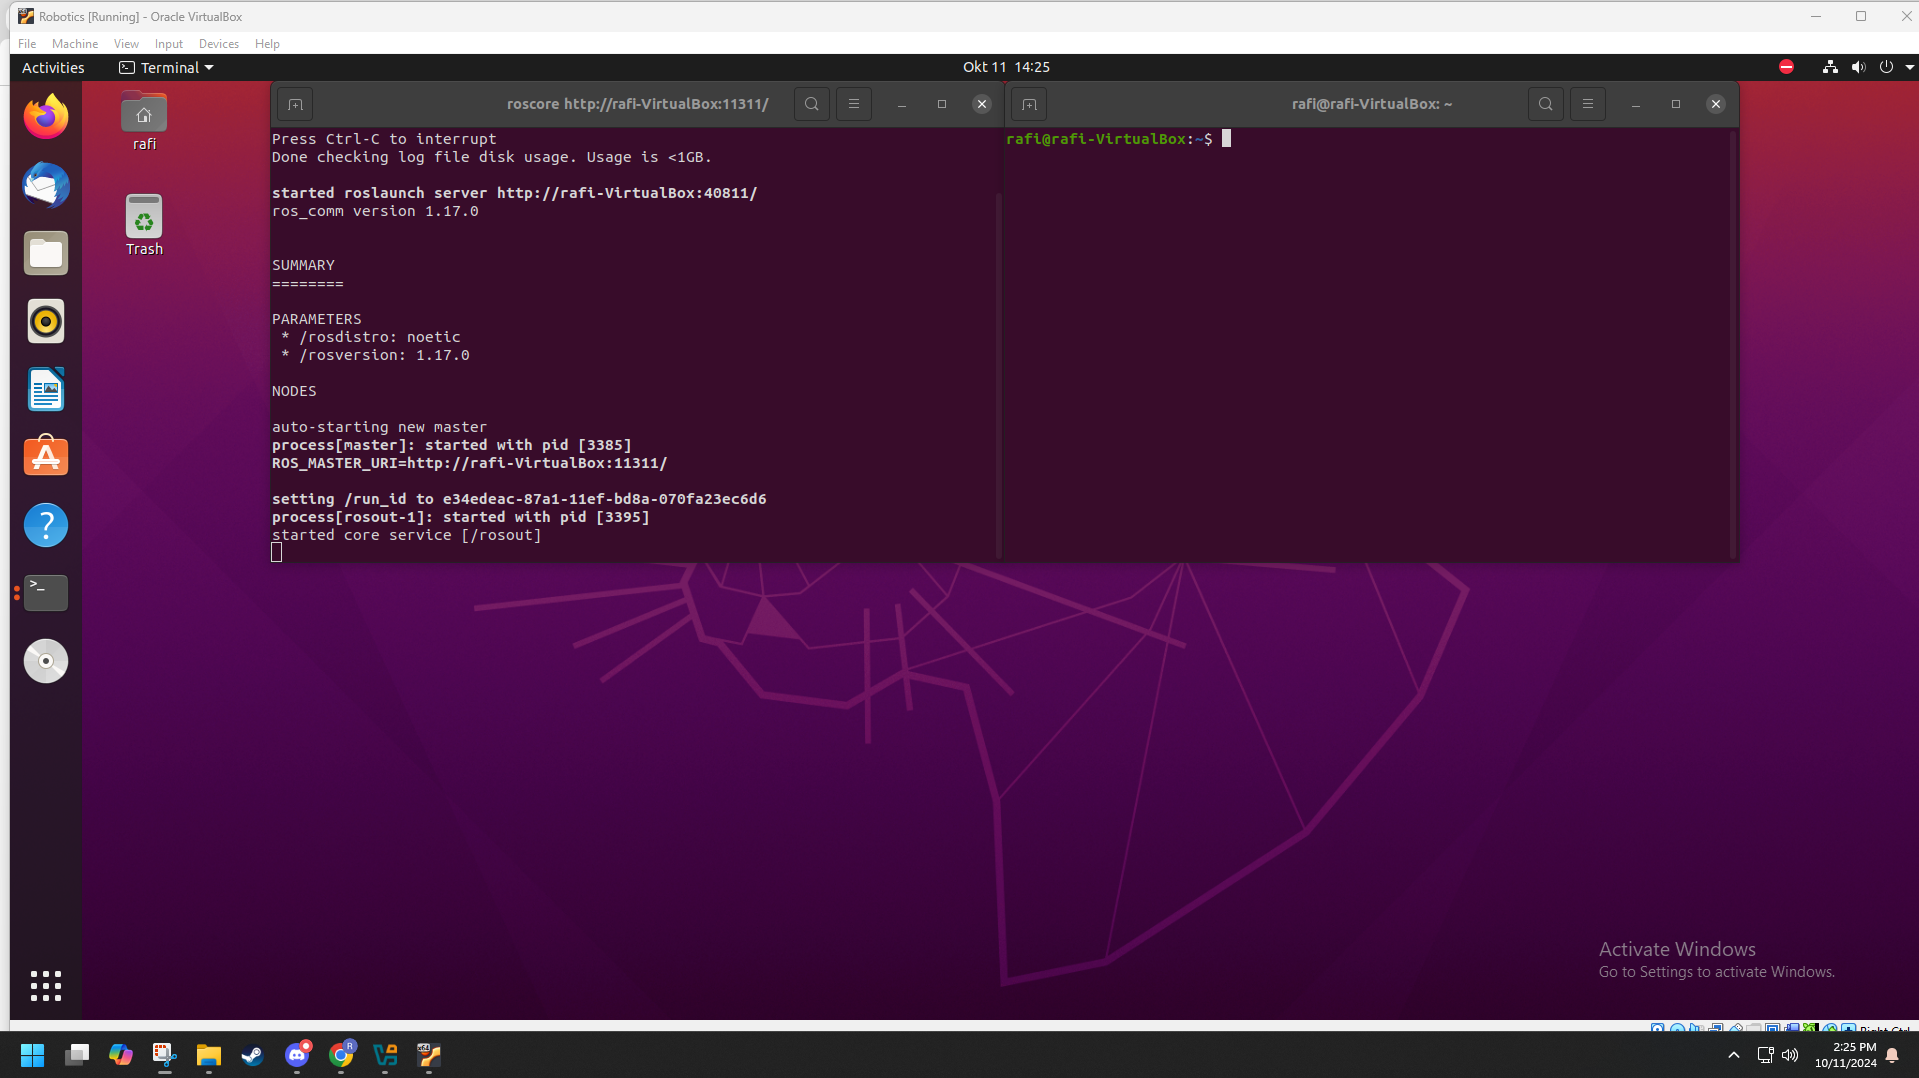 Robotics [Running] - Oracle VirtualBox
File Machine View Input Devices Help
Activities Terminal Okt 11 14:25
rafi
Trash
roscore http://rafi-VirtualBox:11311/
Press Ctrl-C to interrupt
Done checking log file disk usage. Usage is <1GB.
started roslaunch server http://rafi-VirtualBox:40811/
ros_comm version 1.17.0
SUMMARY
========
PARAMETERS
* /rosdistro: noetic
* /rosversion: 1.17.0
NODES
auto-starting new master
process[master]: started with pid [3385]
ROS_MASTER_URI=http://rafi-VirtualBox:11311/
setting /run_id to e34edeac-87a1-11ef-bd8a-070fa23ec6d6
process[rosout-1]: started with pid [3395]
started core service [/rosout]
rafi@rafi-VirtualBox: ~
rafi@rafi-VirtualBox:~$
Activate Windows
Go to Settings to activate Windows.
Right Ctrl
2:25 PM
10/11/2024